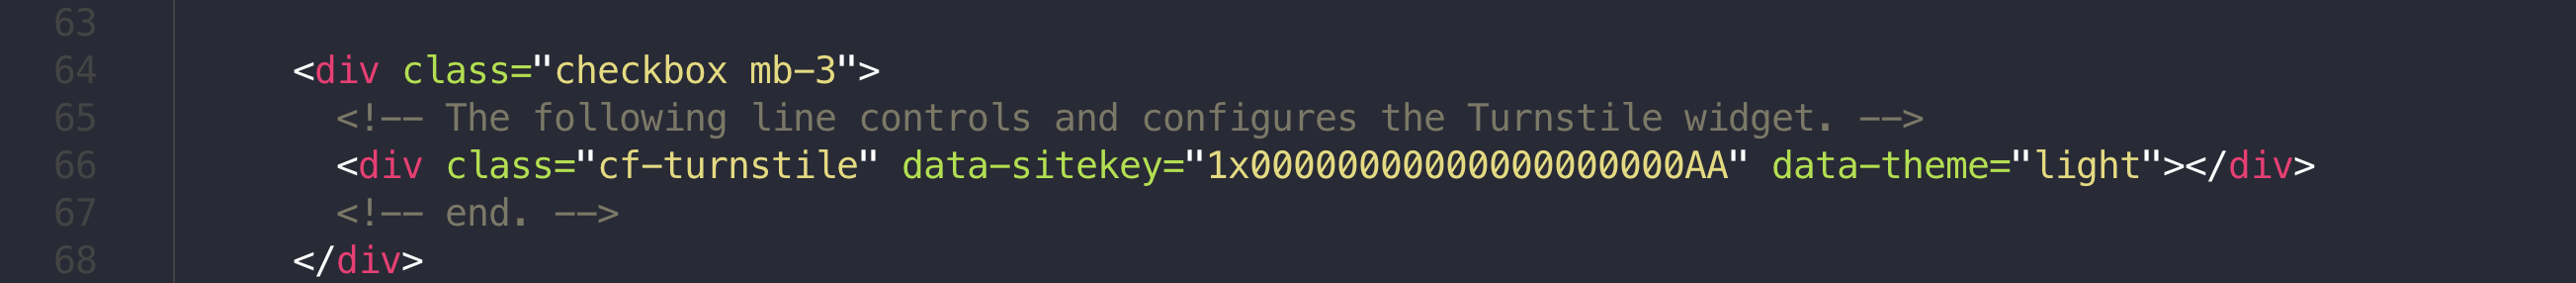 63
64 <div class="checkbox mb-3">
65 <!-- The following line controls and configures the Turnstile widget. -->
66 <div class="cf-turnstile" data-sitekey="1x00000000000000000000AA" data-theme="light"></div>
67 <!-- end. -->
68 </div>